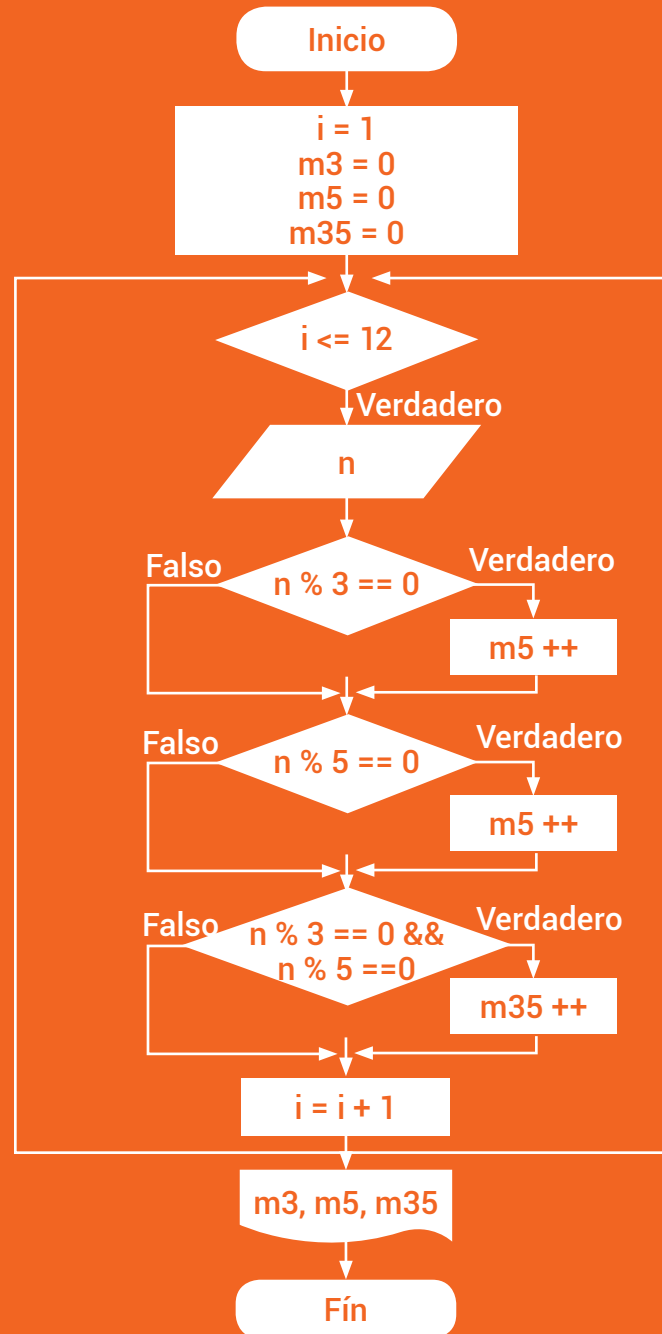 Inicio
i = 1
m3 = 0
m5 = 0
m35 = 0
i <= 12
Verdadero
n
Falso
n % 3 == 0
Verdadero
m5 ++
Falso
n % 5 == 0
Verdadero
m5 ++
Falso
n % 3 == 0 &&
n % 5 ==0
Verdadero
m35 ++
i = i + 1
m3, m5, m35
Fín